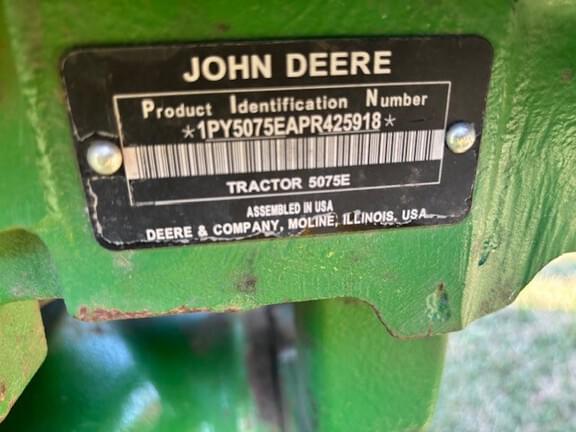 JOHN DEERE
Product Identification Number
*1PY5075EAPR425918*
TRACTOR 5075E
ASSEMBLED IN USA
DEERE & COMPANY, MOLINE, ILLINOIS, USA